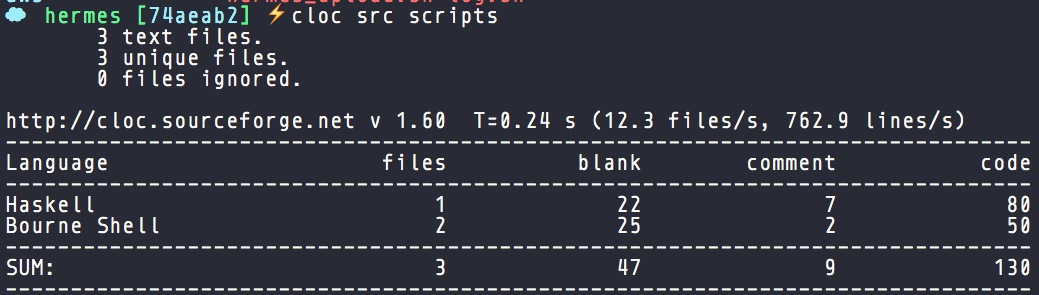 hermes [74aeab2] ⚡cloc src scripts
3 text files.
3 unique files.
0 files ignored.
http://cloc.sourceforge.net v 1.60 T=0.24 s (12.3 files/s, 762.9 lines/s)
-------------------------------------------------------------------------------
Language files blank comment code
-------------------------------------------------------------------------------
Haskell 1 22 7 80
Bourne Shell 2 25 2 50
-------------------------------------------------------------------------------
SUM: 3 47 9 130
-------------------------------------------------------------------------------